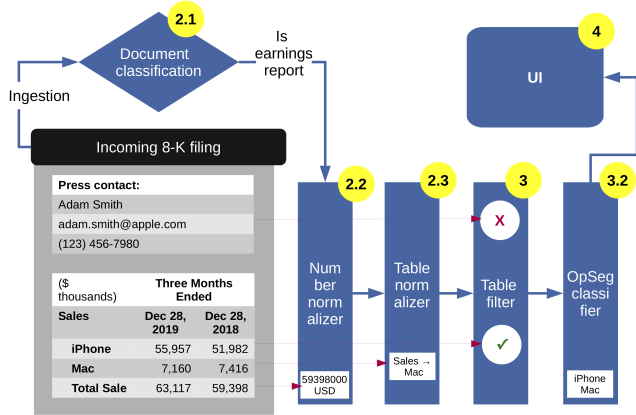 2.1
Document
classification
Is
earnings
report
4
UI
Ingestion
Incoming 8-K filing
Press contact:
Adam Smith
adam.smith@apple.com
(123) 456-7980
($
thousands)
Three Months
Ended
Sales
Dec 28,
2019
Dec 28,
2018
iPhone 55,957 51,982
Mac 7,160 7,416
Total Sale 63,117 59,398
2.2
Num
ber
norm
alizer
59398000
USD
2.3
Table
norm
alizer
Sales →
Mac
3
X
Table
filter
✓
3.2
OpSeg
classi
fier
iPhone
Mac